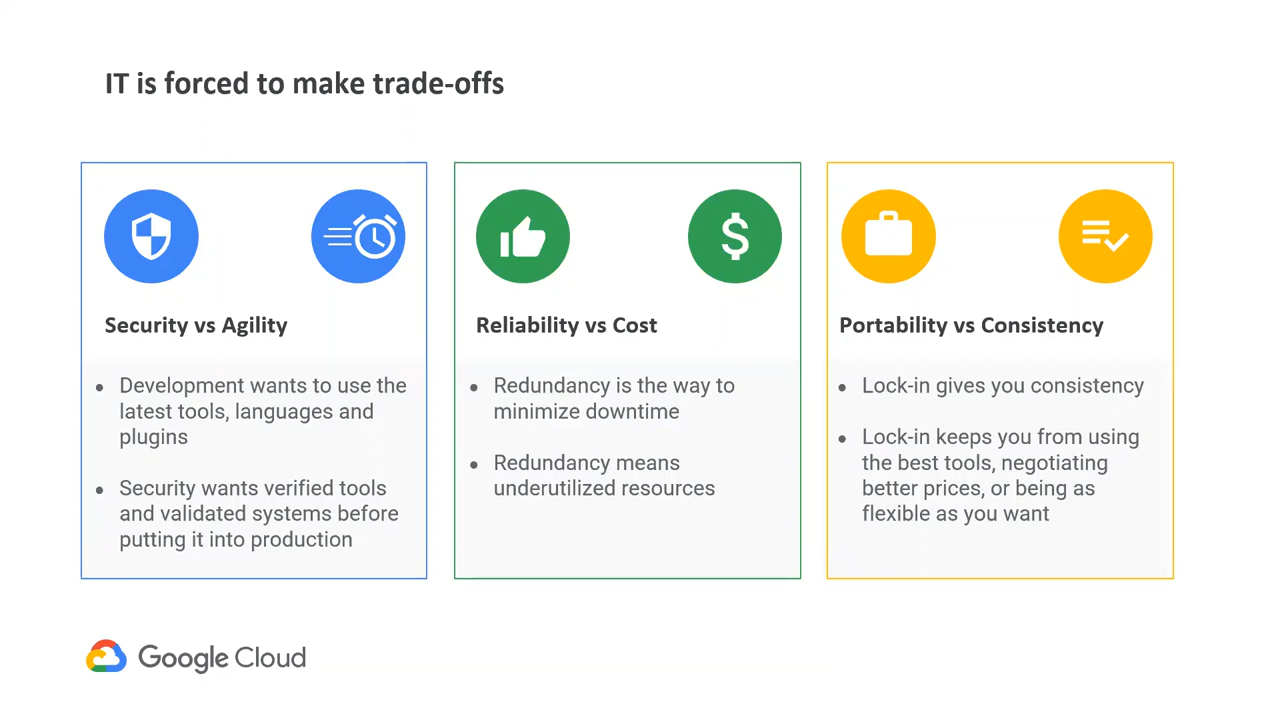 IT is forced to make trade-offs
Security vs Agility
• Development wants to use the
latest tools, languages and
plugins
• Security wants verified tools
and validated systems before
putting it into production
Reliability vs Cost
• Redundancy is the way to
minimize downtime
• Redundancy means
underutilized resources
Portability vs Consistency
• Lock-in gives you consistency
• Lock-in keeps you from using
the best tools, negotiating
better prices, or being as
flexible as you want
Google Cloud